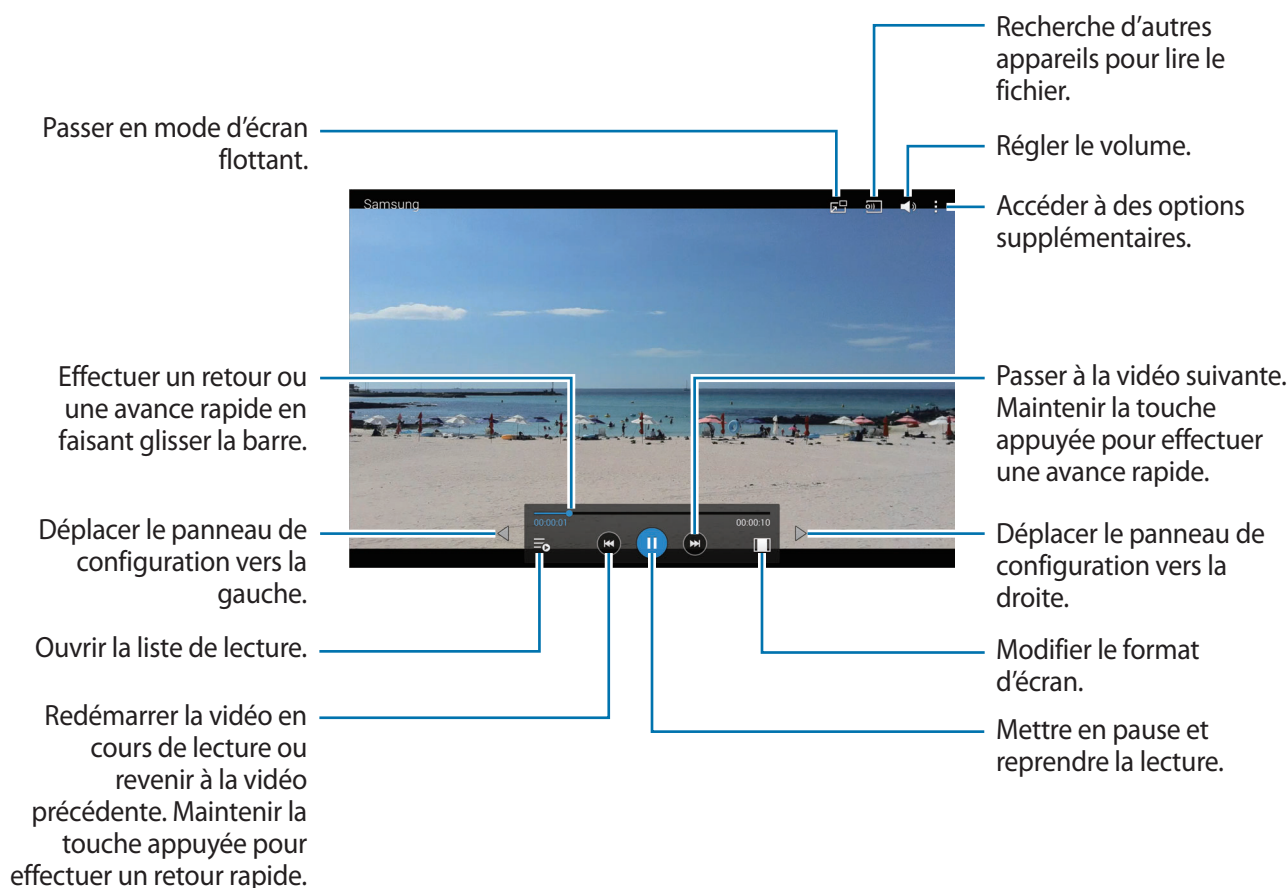 Recherche d'autres
appareils pour lire le
fichier.
Passer en mode d'écran
flottant.
Régler le volume.
Samsung
Accéder à des options
supplémentaires.
Effectuer un retour ou
une avance rapide en
faisant glisser la barre.
Passer à la vidéo suivante.
Maintenir la touche
appuyée pour effectuer
une avance rapide.
00:00:01
00:00:10
Déplacer le panneau de
configuration vers la
gauche.
Déplacer le panneau de
configuration vers la
droite.
Ouvrir la liste de lecture.
Modifier le format
d'écran.
Redémarrer la vidéo en
cours de lecture ou
revenir à la vidéo
précédente. Maintenir la
touche appuyée pour
effectuer un retour rapide.
Mettre en pause et
reprendre la lecture.